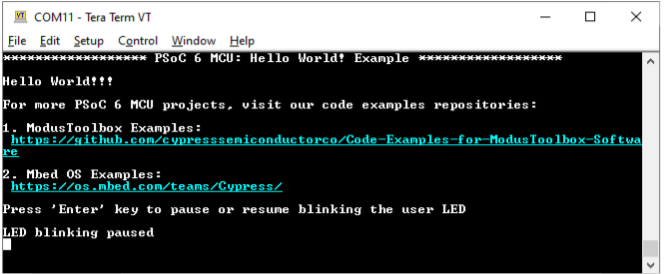 COM11 - Tera Term VT
File Edit Setup Control Window Help
****************** PSoC 6 MCU: Hello World! Example ******************
Hello World!!!
For more PSoC 6 MCU projects, visit our code examples repositories:
1. ModusToolbox Examples:
https://github.com/cypresssemiconductorco/Code-Examples-for-ModusToolbox-Softwa
re
2. Mbed OS Examples:
https://os.mbed.com/teams/Cypress/
Press 'Enter' key to pause or resume blinking the user LED
LED blinking paused